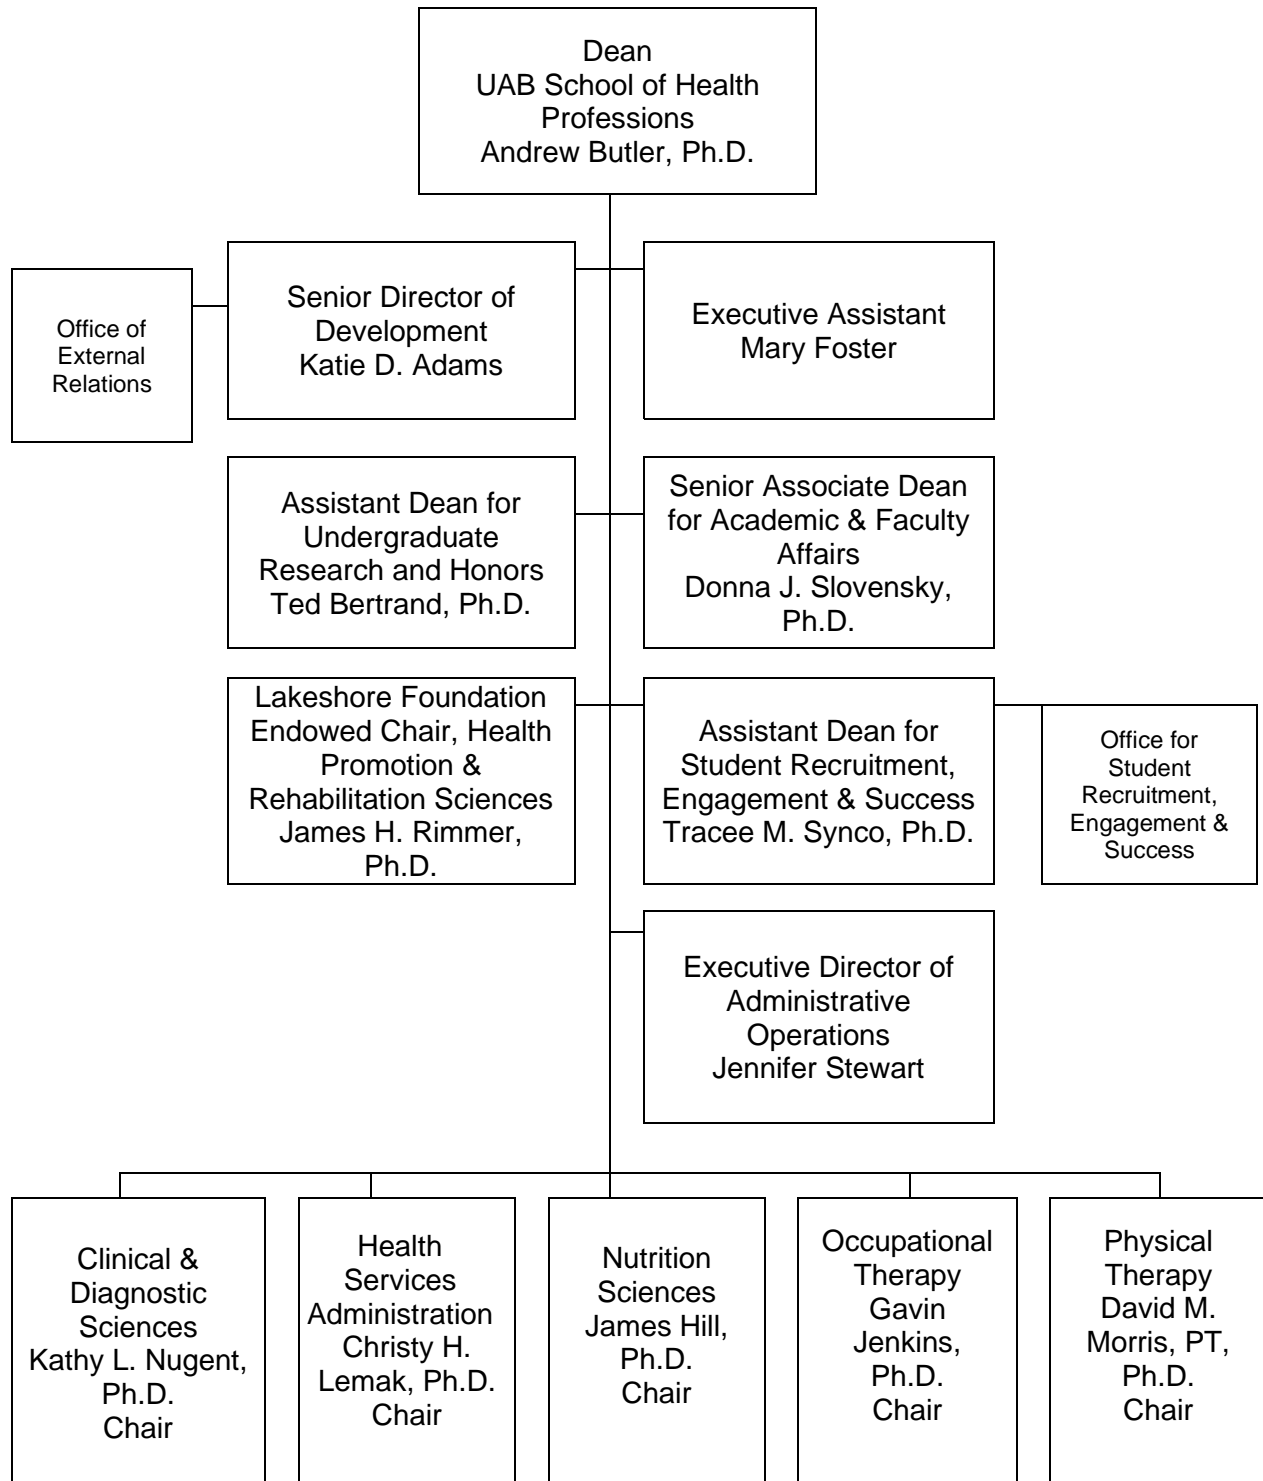 Dean
UAB School of Health
Professions
Andrew Butler, Ph.D.
Office of
External
Relations
Senior Director of
Development
Katie D. Adams
Executive Assistant
Mary Foster
Assistant Dean for
Undergraduate
Research and Honors
Ted Bertrand, Ph.D.
Senior Associate Dean
for Academic & Faculty
Affairs
Donna J. Slovensky,
Ph.D.
Lakeshore Foundation
Endowed Chair, Health
Promotion &
Rehabilitation Sciences
James H. Rimmer,
Ph.D.
Assistant Dean for
Student Recruitment,
Engagement & Success
Tracee M. Synco, Ph.D.
Office for
Student
Recruitment,
Engagement &
Success
Executive Director of
Administrative
Operations
Jennifer Stewart
Clinical &
Diagnostic
Sciences
Kathy L. Nugent,
Ph.D.
Chair
Health
Services
Administration
Christy H.
Lemak, Ph.D.
Chair
Nutrition
Sciences
James Hill,
Ph.D.
Chair
Occupational
Therapy
Gavin
Jenkins,
Ph.D.
Chair
Physical
Therapy
David M.
Morris, PT,
Ph.D.
Chair